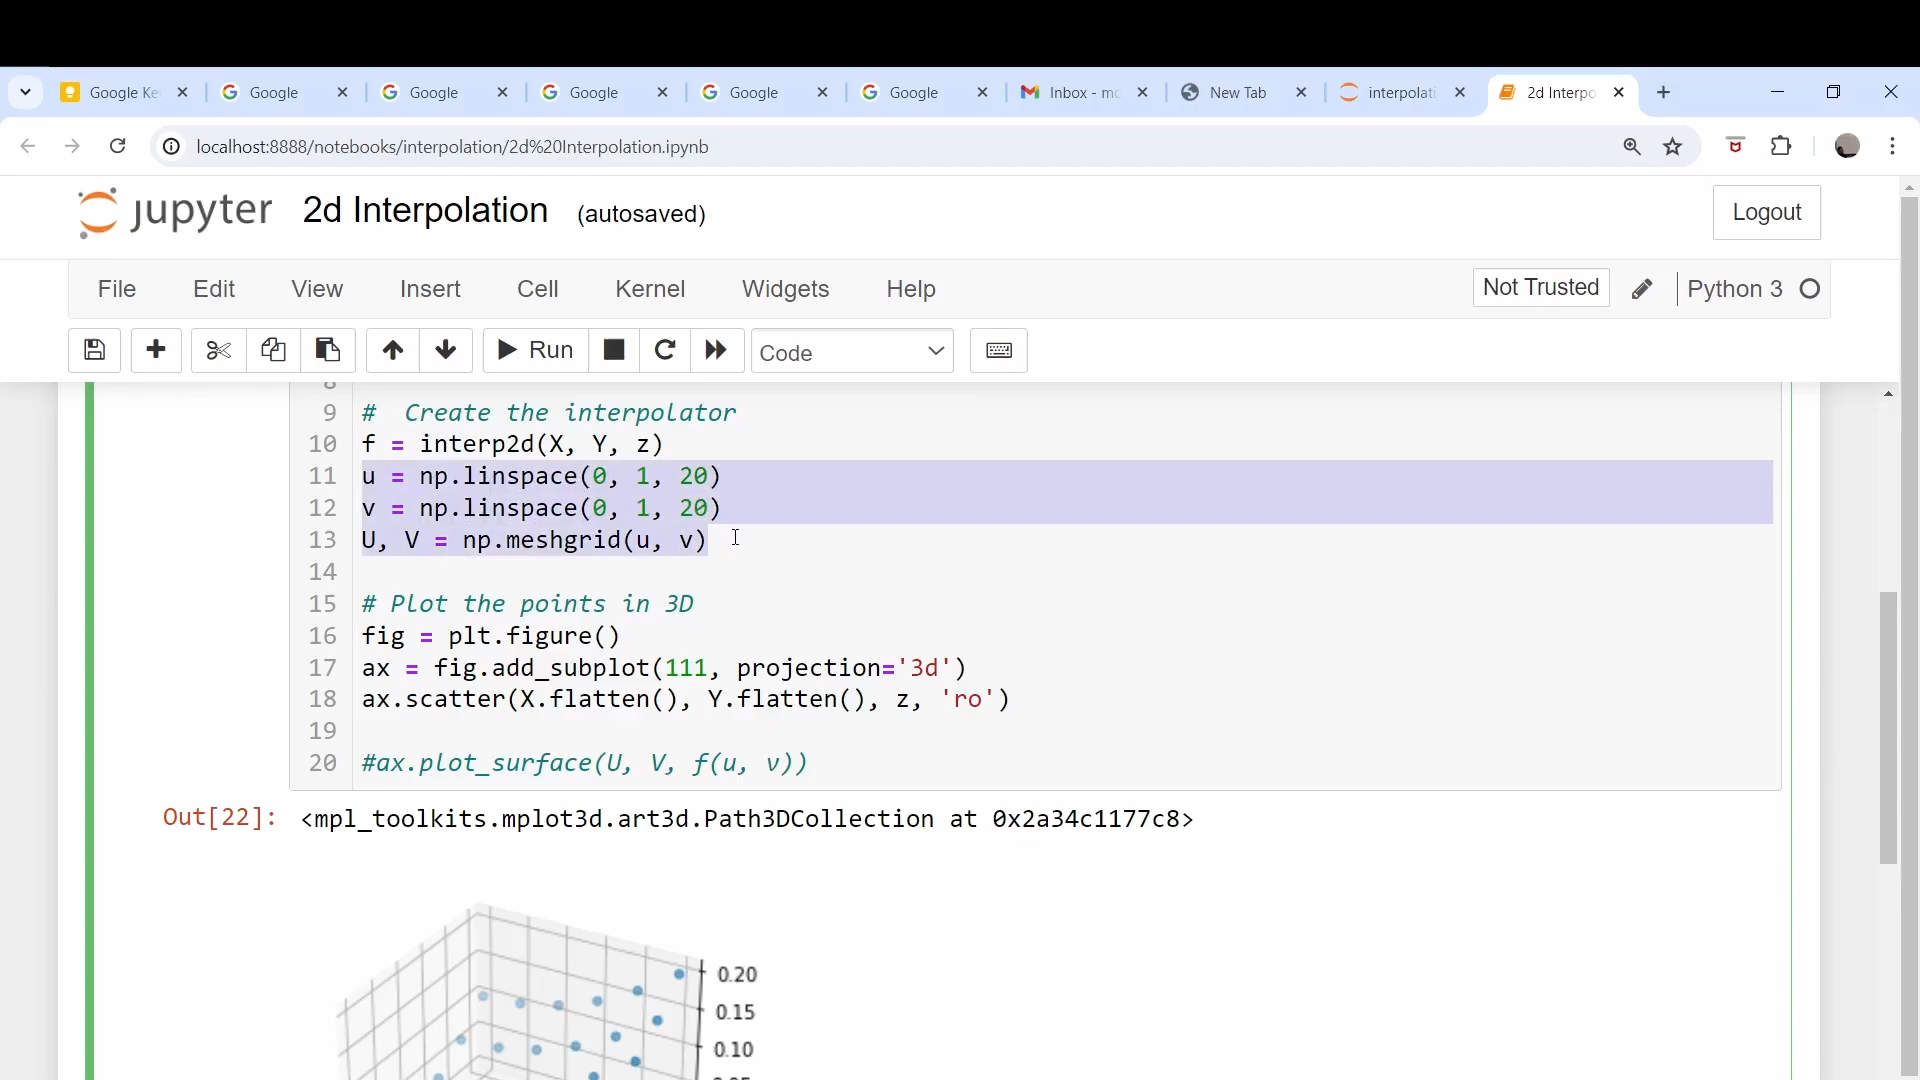 Google Ke
Google
Google
Google
Google
Google
Inbox - mo
New Tab
interpolati
2d Interpo
localhost:8888/notebooks/interpolation/2d%20Interpolation.ipynb
jupyter
2d Interpolation (autosaved)
Logout
File Edit View Insert Cell Kernel Widgets Help
Not Trusted
Python 3
Run
Code
8
9 # Create the interpolator
10 f = interp2d(X, Y, z)
11 u = np.linspace(0, 1, 20)
12 v = np.linspace(0, 1, 20)
13 U, V = np.meshgrid(u, v)
14
15 # Plot the points in 3D
16 fig = plt.figure()
17 ax = fig.add_subplot(111, projection='3d')
18 ax.scatter(X.flatten(), Y.flatten(), z, 'ro')
19
20 #ax.plot_surface(U, V, f(u, v))
Out[22]: <mpl_toolkits.mplot3d.art3d.Path3DCollection at 0x2a34c1177c8>
0.20
0.15
0.10